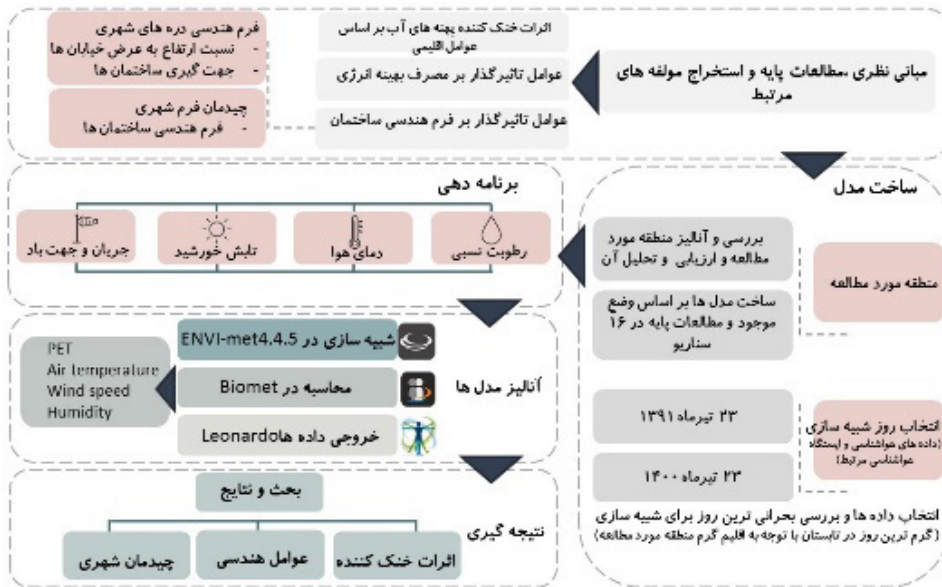 مبانی نظری ،مطالعات پایه و استخراج مولفه های
مرتبط
اثرات خنک کننده پهنه های آب بر اساس
عوامل اقلیمی
عوامل تاثیرگذار بر مصرف بهینه انرژی
عوامل تاثیرگذار بر فرم هندسی ساختمان
فرم هندسی دره های شهری
- نسبت ارتفاع به عرض خیابان ها
- جهت گیری ساختمان ها
چیدمان فرم شهری
- فرم هندسی ساختمان ها
ساخت مدل
منطقه مورد مطالعه
بررسی و آنالیز منطقه مورد
مطالعه و ارزیابی و تحلیل آن
ساخت مدل ها بر اساس وضع
موجود و مطالعات پایه در ۱۶
سناریو
انتخاب روز شبیه سازی
(داده های هواشناسی و ایستگاه
هواشناسی مرتبط)
۲۳ تیرماه ۱۳۹۱
۲۳ تیرماه ۱۴۰۰
انتخاب داده ها و بررسی بحرانی ترین روز برای شبیه سازی
(گرم ترین روز در تابستان با توجه به اقلیم گرم منطقه مورد مطالعه)
برنامه دهی
رطوبت نسبی
دمای هوا
تابش خورشید
جریان و جهت باد
آنالیز مدل ها
شبیه سازی در ENVI-met4.4.5
محاسبه در Biomet
خروجی داده هاLeonardo
PET
Air temperature
Wind speed
Humidity
نتیجه گیری
بحث و نتایج
اثرات خنک کننده
عوامل هندسی
چیدمان شهری